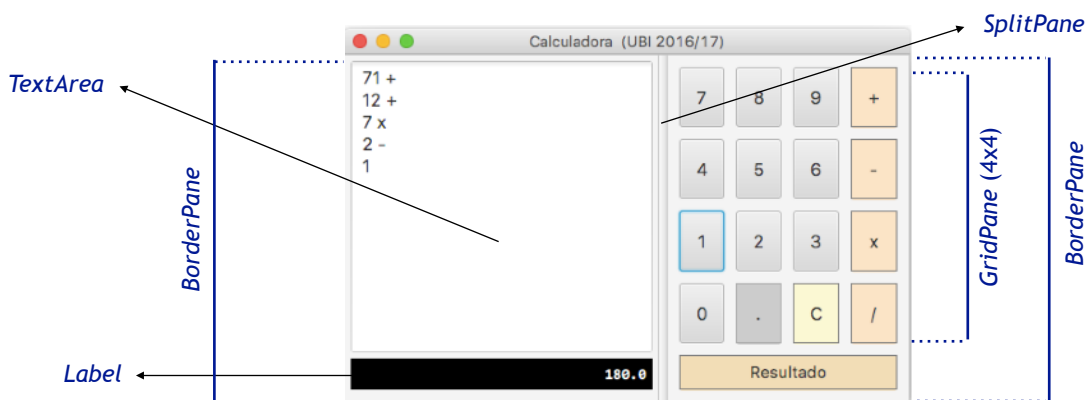 SplitPane
Calculadora (UBI 2016/17)
TextArea
71 +
12 +
7 x
2 -
1
7 8 9 +
4 5 6 -
1 2 3 x
0 . C /
BorderPane
GridPane (4x4)
BorderPane
Label
180.0
Resultado